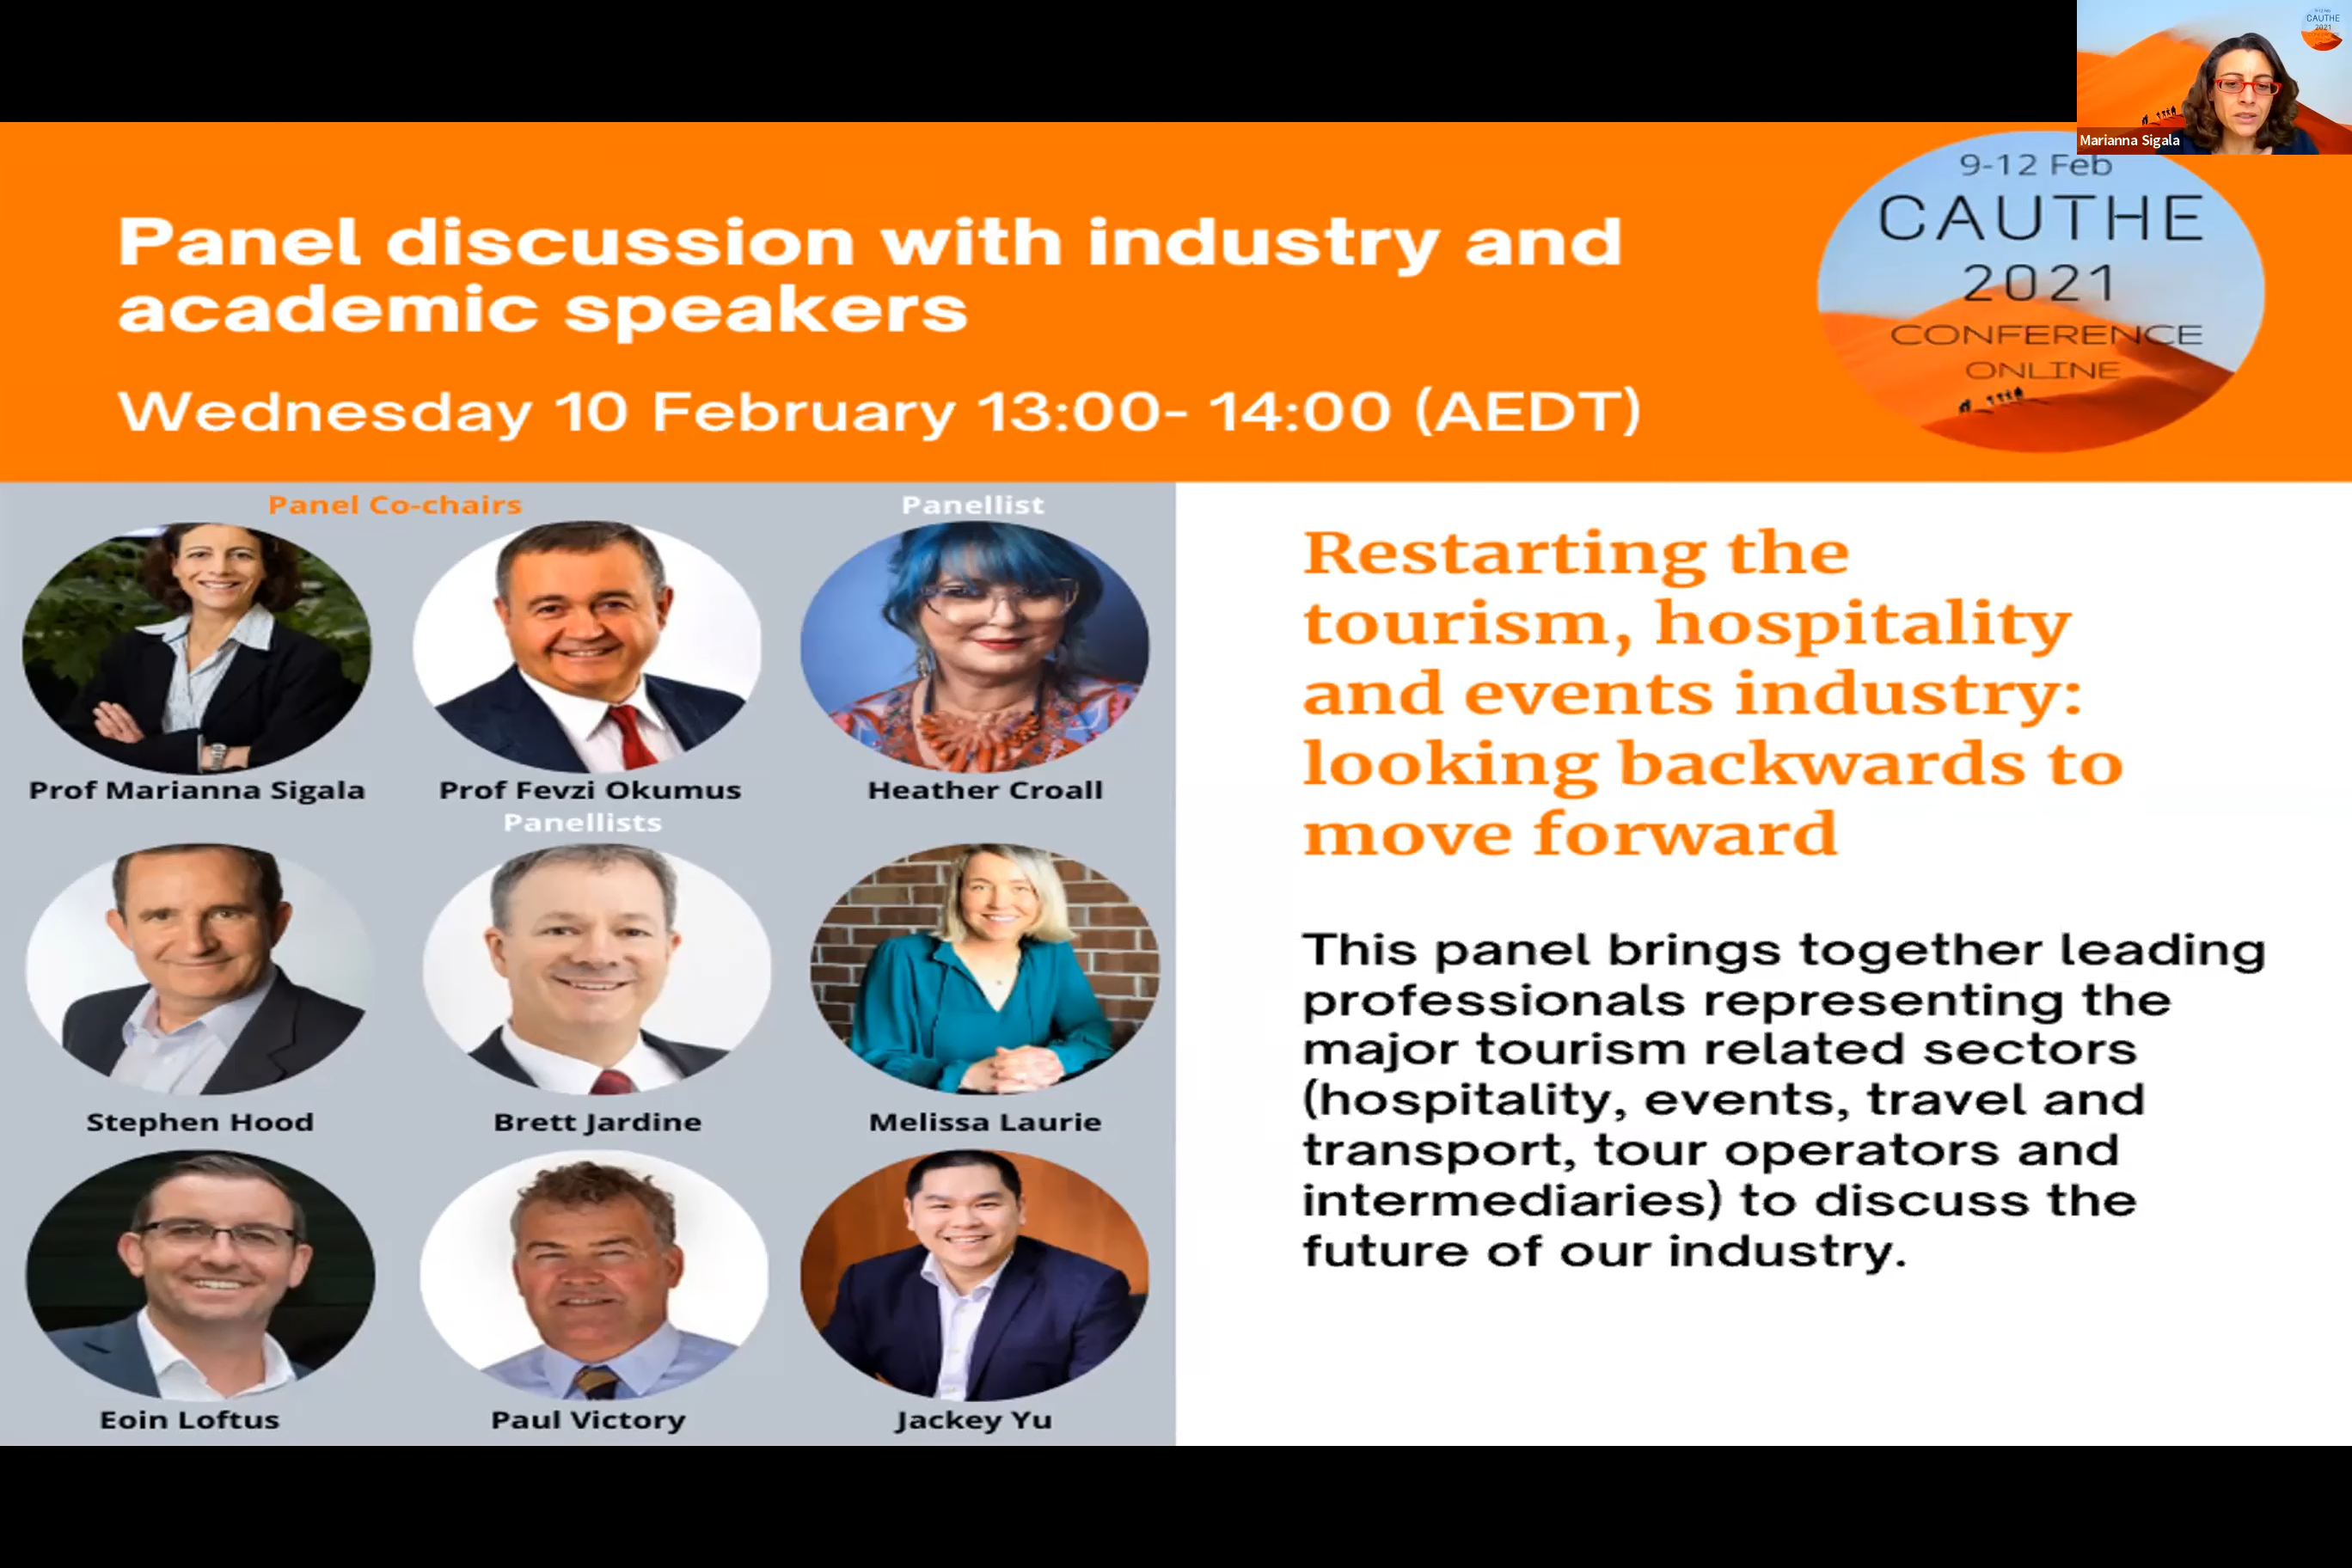 CAUTHE
2021
Marianna Sigala
Panel discussion with industry and
academic speakers
Wednesday 10 February 13:00- 14:00 (AEDT)
9-12 Feb
CAUTHE
2021
CONFERENCE
ONLINE
Panel Co-chairs
Panellist
Prof Marianna Sigala
Prof Fevzi Okumus
Heather Croall
Panellists
Stephen Hood
Brett Jardine
Melissa Laurie
Eoin Loftus
Paul Victory
Jackey Yu
Restarting the
tourism, hospitality
and events industry:
looking backwards to
move forward
This panel brings together leading
professionals representing the
major tourism related sectors
(hospitality, events, travel and
transport, tour operators and
intermediaries) to discuss the
future of our industry.